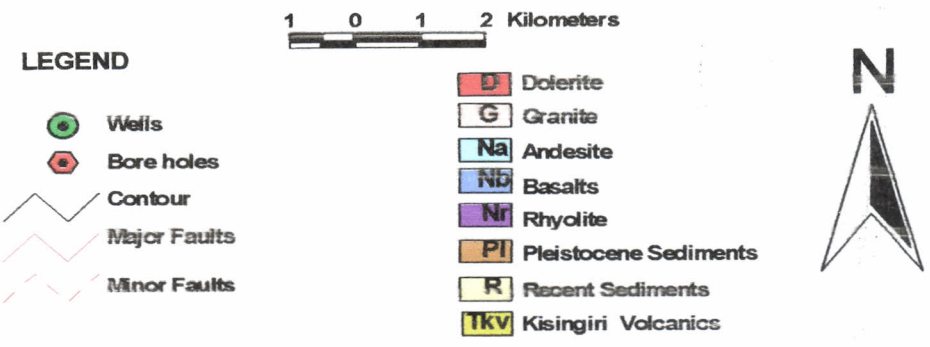 1 0 1 2 Kilometers
LEGEND
N
Wells
Bore holes
Contour
Major Faults
Minor Faults
D Dolerite
G Granite
Na Andesite
Nb Basalts
Nr Rhyolite
Pl Pleistocene Sediments
R Recent Sediments
Tkv Kisingiri Volcanics